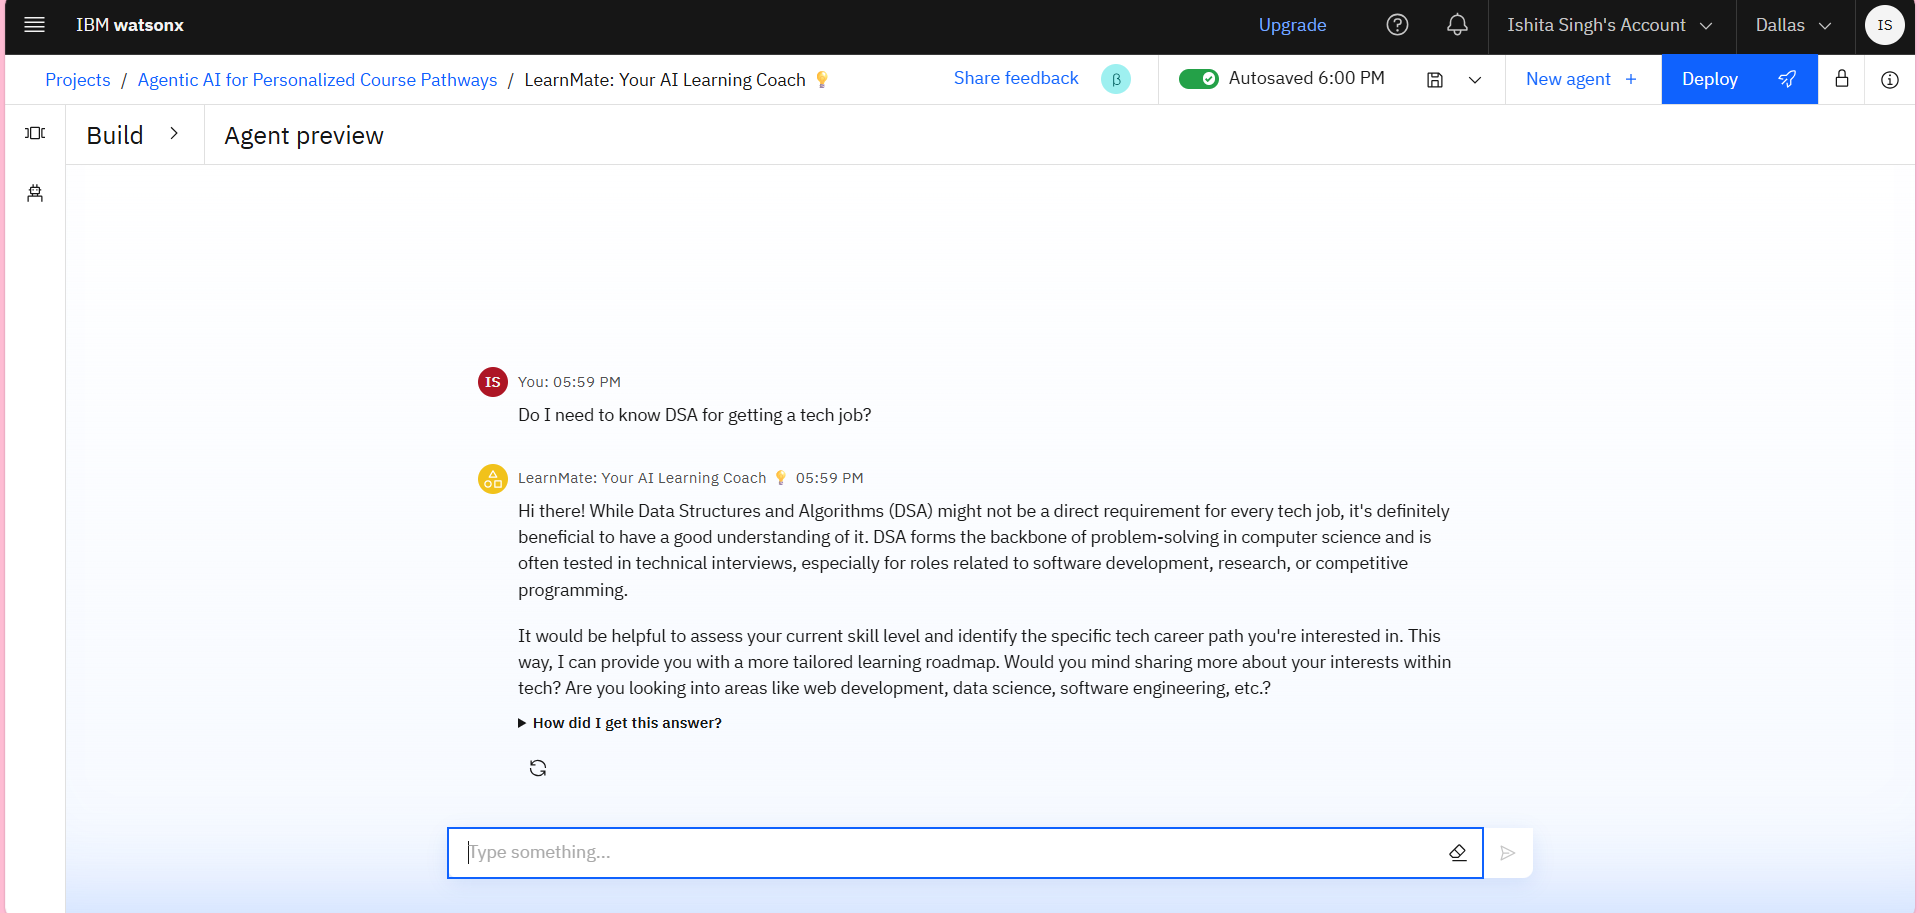 IBM watsonx
Upgrade
Ishita Singh's Account
Dallas
IS
Projects / Agentic AI for Personalized Course Pathways / LearnMate: Your AI Learning Coach 💡
Share feedback
β
Autosaved 6:00 PM
New agent +
Deploy
Build
Agent preview
IS
You: 05:59 PM
Do I need to know DSA for getting a tech job?
LearnMate: Your AI Learning Coach 💡 05:59 PM
Hi there! While Data Structures and Algorithms (DSA) might not be a direct requirement for every tech job, it's definitely
beneficial to have a good understanding of it. DSA forms the backbone of problem-solving in computer science and is
often tested in technical interviews, especially for roles related to software development, research, or competitive
programming.
It would be helpful to assess your current skill level and identify the specific tech career path you're interested in. This
way, I can provide you with a more tailored learning roadmap. Would you mind sharing more about your interests within
tech? Are you looking into areas like web development, data science, software engineering, etc.?
How did I get this answer?
Type something...